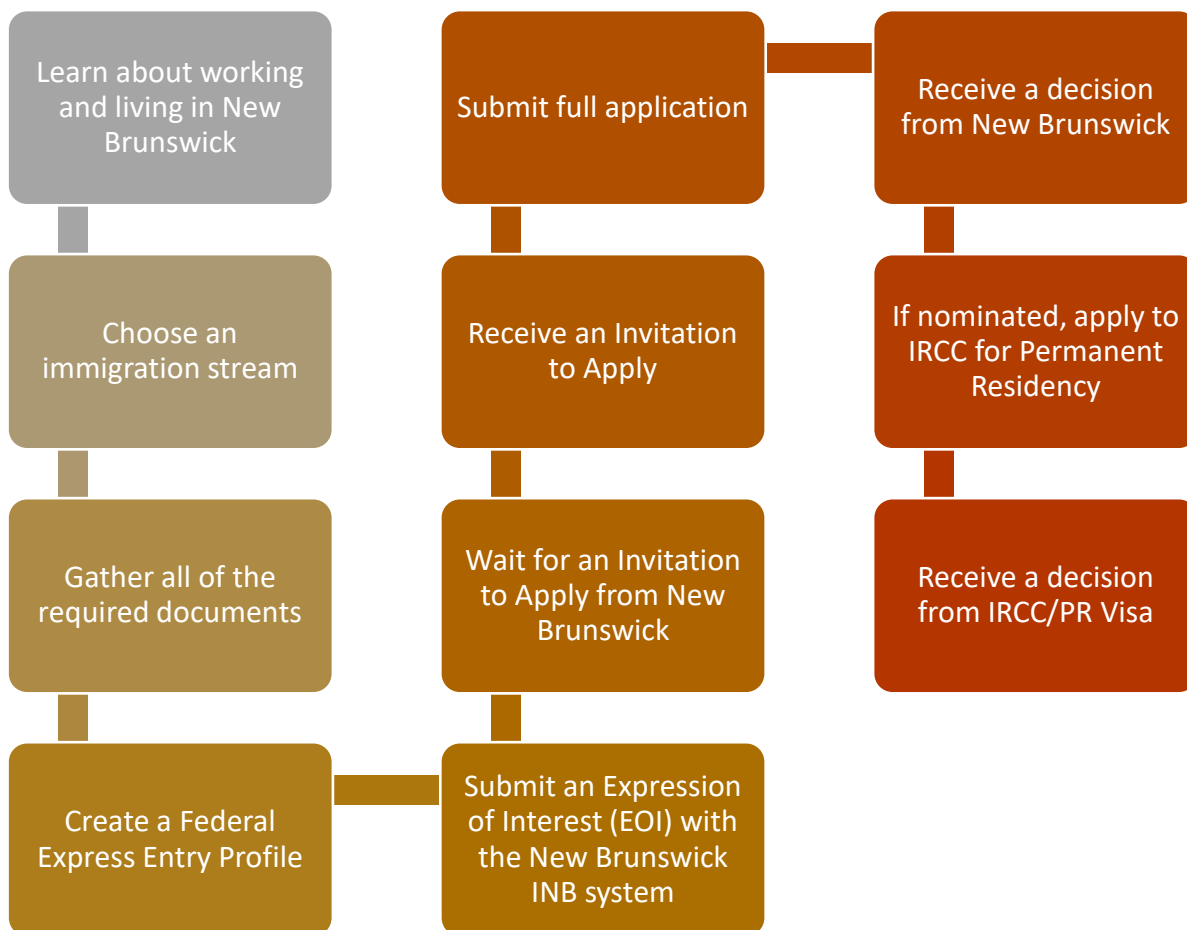 Learn about working
and living in New
Brunswick
Choose an
immigration stream
Gather all of the
required documents
Create a Federal
Express Entry Profile
Submit an Expression
of Interest (EOI) with
the New Brunswick
INB system
Wait for an Invitation
to Apply from New
Brunswick
Receive an Invitation
to Apply
Submit full application
Receive a decision
from New Brunswick
If nominated, apply to
IRCC for Permanent
Residency
Receive a decision
from IRCC/PR Visa